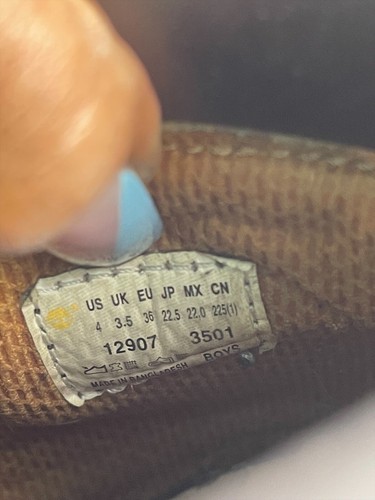 US UK EU JP MX CN
4 3.5 36 22.5 22,0 225(1)
12907 3501
BOYS
MADE IN BANGLADESH